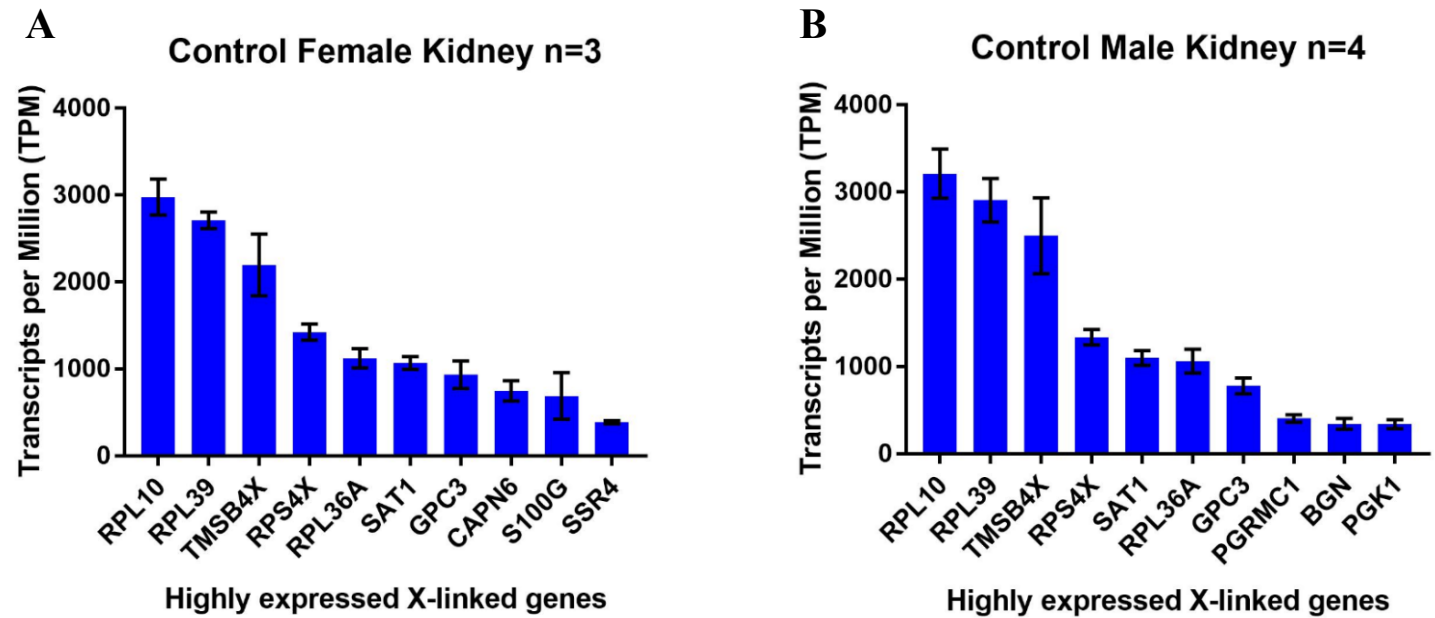 A
Control Female Kidney n=3
Transcripts per Million (TPM)
4000
3000
2000
1000
0
RPL10
RPL39
TMSB4X
RPS4X
RPL36A
SAT1
GPC3
CAPN6
S100G
SSR4
Highly expressed X-linked genes
B
Control Male Kidney n=4
Transcripts per Million (TPM)
4000
3000
2000
1000
0
RPL10
RPL39
TMSB4X
RPS4X
SAT1
RPL36A
GPC3
PGRMC1
BGN
PGK1
Highly expressed X-linked genes